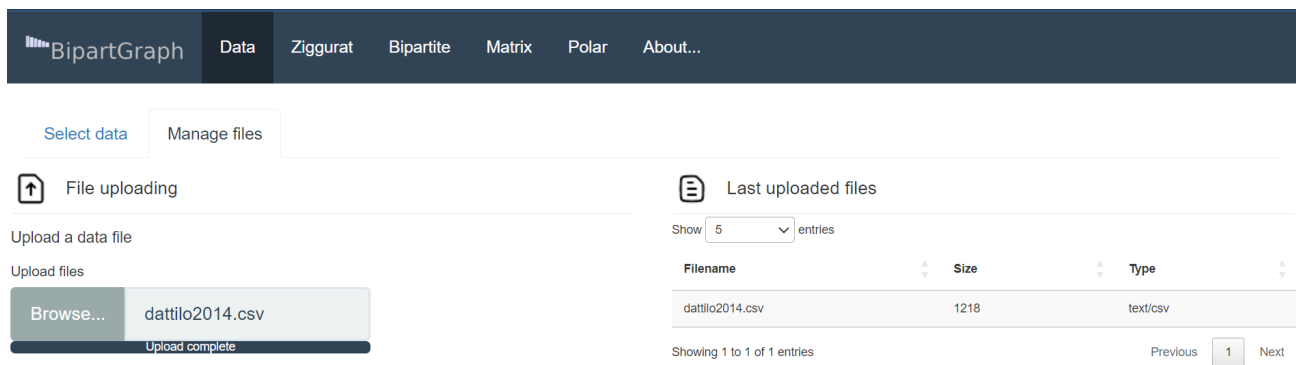 BipartGraph Data Ziggurat Bipartite Matrix Polar About...
Select data Manage files
File uploading
Upload a data file
Upload files
Browse... dattilo2014.csv
Upload complete
Last uploaded files
Show 5 entries
Filename Size Type
dattilo2014.csv 1218 text/csv
Showing 1 to 1 of 1 entries Previous 1 Next